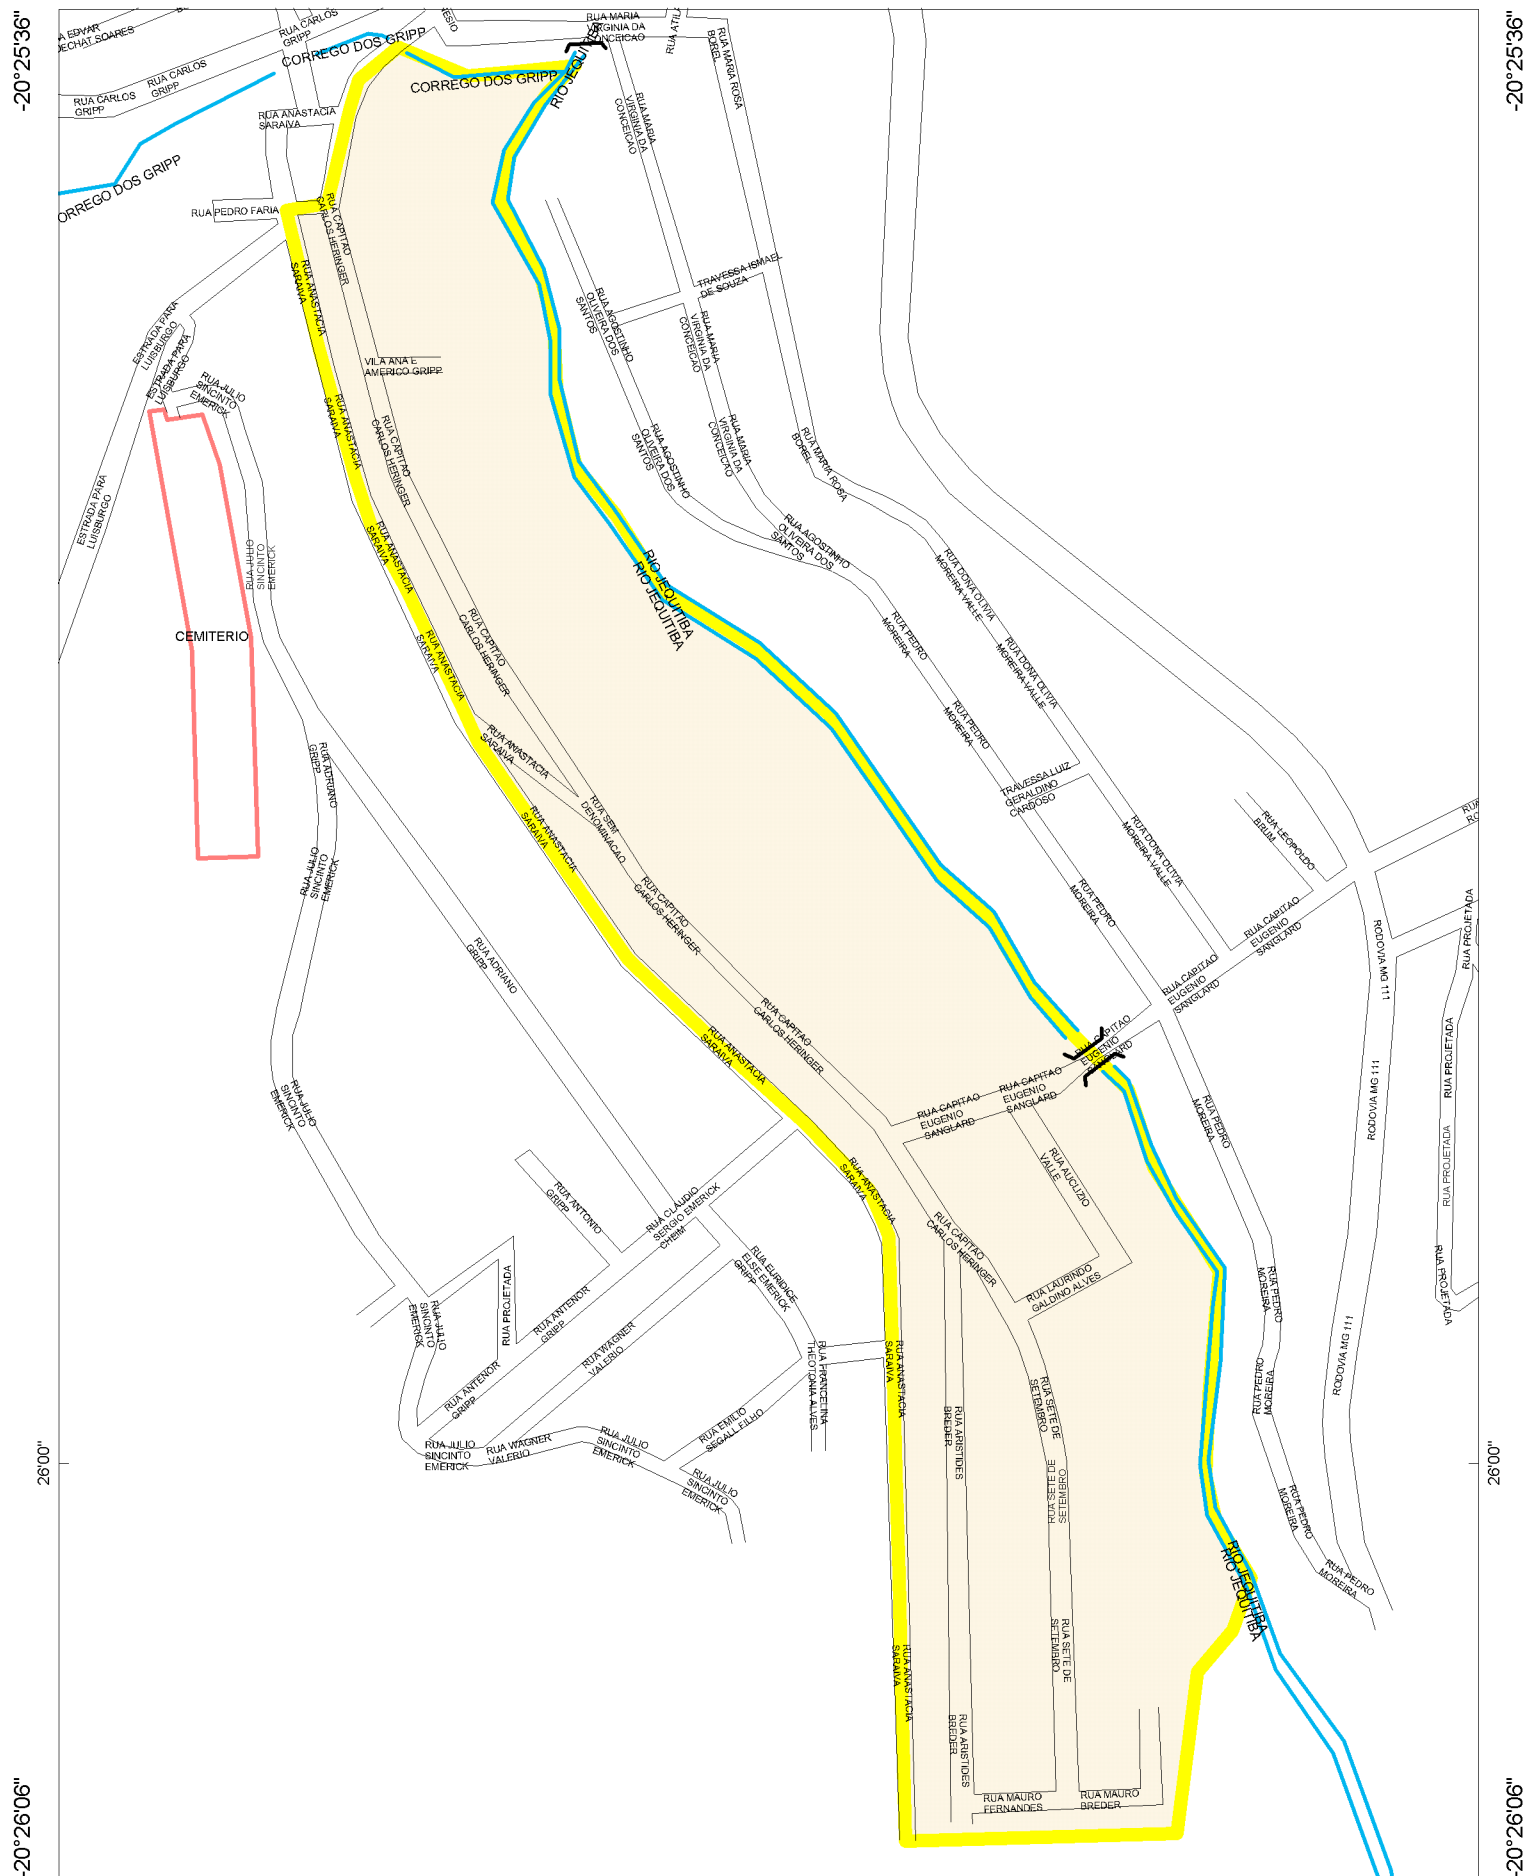 -20°25'36"
-20°25'36"
A EDVAR
DECHAT SOARES
RUA CARLOS
GRIPP
CORREGO DOS GRIPP
RUA MARIA
VIRGINIA DA
CONCEICAO
RUA ATILA
RUA MARIA ROSA
BOREL
RIO JEQUITIBA
RUA CARLOS
GRIPP
RUA CARLOS
GRIPP
CORREGO DOS GRIPP
RUA ANASTACIA
SARAIVA
RUA MARIA
VIRGINIA DA
CONCEICAO
ORREGO DOS GRIPP
RUA PEDRO FARIA
RUA CAPITAO
CARLOS HERINGER
RUA ANASTACIA
SARAIVA
TRAVESSA ISMAEL
DE SOUZA
RUA AGOSTINHO
OLIVEIRA DOS
SANTOS
RUA MARIA
VIRGINIA DA
CONCEICAO
ESTRADA PARA
LUISBURGO
ESTRADA PARA
LUISBURGO
VILA ANA E
AMERICO GRIPP
RUA JULIO
SINCINTO
EMERICK
RUA ANASTACIA
SARAIVA
RUA CAPITAO
CARLOS HERINGER
RUA AGOSTINHO
OLIVEIRA DOS
SANTOS
RUA MARIA
VIRGINIA DA
CONCEICAO
RUA MARIA ROSA
BOREL
ESTRADA PARA
LUISBURGO
RUA ANASTACIA
SARAIVA
RUA AGOSTINHO
OLIVEIRA DOS
SANTOS
RUA JULIO
SINCINTO
EMERICK
RIO JEQUITIBA
RIO JEQUITIBA
RUA DONA OLIVIA
MOREIRA VALLE
CEMITERIO
RUA ANASTACIA
SARAIVA
RUA CAPITAO
CARLOS HERINGER
RUA PEDRO
MOREIRA
RUA DONA OLIVIA
MOREIRA VALLE
RUA ADRIANO
GRIPP
RUA ANASTACIA
SARAIVA
RUA PEDRO
MOREIRA
TRAVESSA LUIZ
GERALDINO
CARDOSO
RUA SEM
DENOMINACAO
RUA ANASTACIA
SARAIVA
RUA DONA OLIVIA
MOREIRA VALLE
RUA LEOPOLDO
BRUM
RUA JULIO
SINCINTO
EMERICK
RUA CAPITAO
CARLOS HERINGER
RUA PEDRO
MOREIRA
RUA CAPITAO
EUGENIO
SANGLARD
RUA ADRIANO
GRIPP
RUA CAPITAO
EUGENIO
SANGLARD
RODOVIA MG 111
RUA PROJETADA
RUA ANASTACIA
SARAIVA
RUA CAPITAO
CARLOS HERINGER
RUA CAPITAO
EUGENIO
SANGLARD
RUA PROJETADA
RUA JULIO
SINCINTO
EMERICK
RUA CAPITAO
EUGENIO
SANGLARD
RUA CAPITAO
EUGENIO
SANGLARD
RUA PEDRO
MOREIRA
RODOVIA MG 111
RUA PROJETADA
RUA ANTONIO
GRIPP
RUA CLAUDIO
SERGIO EMERICK
CHEIM
RUA ANASTACIA
SARAIVA
RUA AUCLIZIO
VALLE
RUA EURIDICE
ELSE EMERICK
GRIPP
RUA CAPITAO
CARLOS HERINGER
RUA LAURINDO
GALDINO ALVES
RUA PEDRO
MOREIRA
RUA PROJETADA
RUA JULIO
SINCINTO
EMERICK
RUA PROJETADA
RUA ANTENOR
GRIPP
RUA WAGNER
VALERIO
RUA FRANCELINA
THEOTONIA ALVES
RUA ANASTACIA
SARAIVA
RODOVIA MG 111
RUA ANTENOR
GRIPP
RUA EMILIO
SEGALL FILHO
RUA ARISTIDES
BREDER
RUA SETE DE
SETEMBRO
RUA PEDRO
MOREIRA
RUA JULIO
SINCINTO
EMERICK
RUA WAGNER
VALERIO
RUA JULIO
SINCINTO
EMERICK
26'00"
26'00"
RUA JULIO
SINCINTO
EMERICK
RUA SETE DE
SETEMBRO
RUA PEDRO
MOREIRA
RUA PEDRO
MOREIRA
RIO JEQUITIBA
RIO JEQUITIBA
RUA ANASTACIA
SARAIVA
RUA SETE DE
SETEMBRO
RUA ARISTIDES
BREDER
RUA MAURO
FERNANDES
RUA MAURO
BREDER
-20°26'06"
-20°26'06"